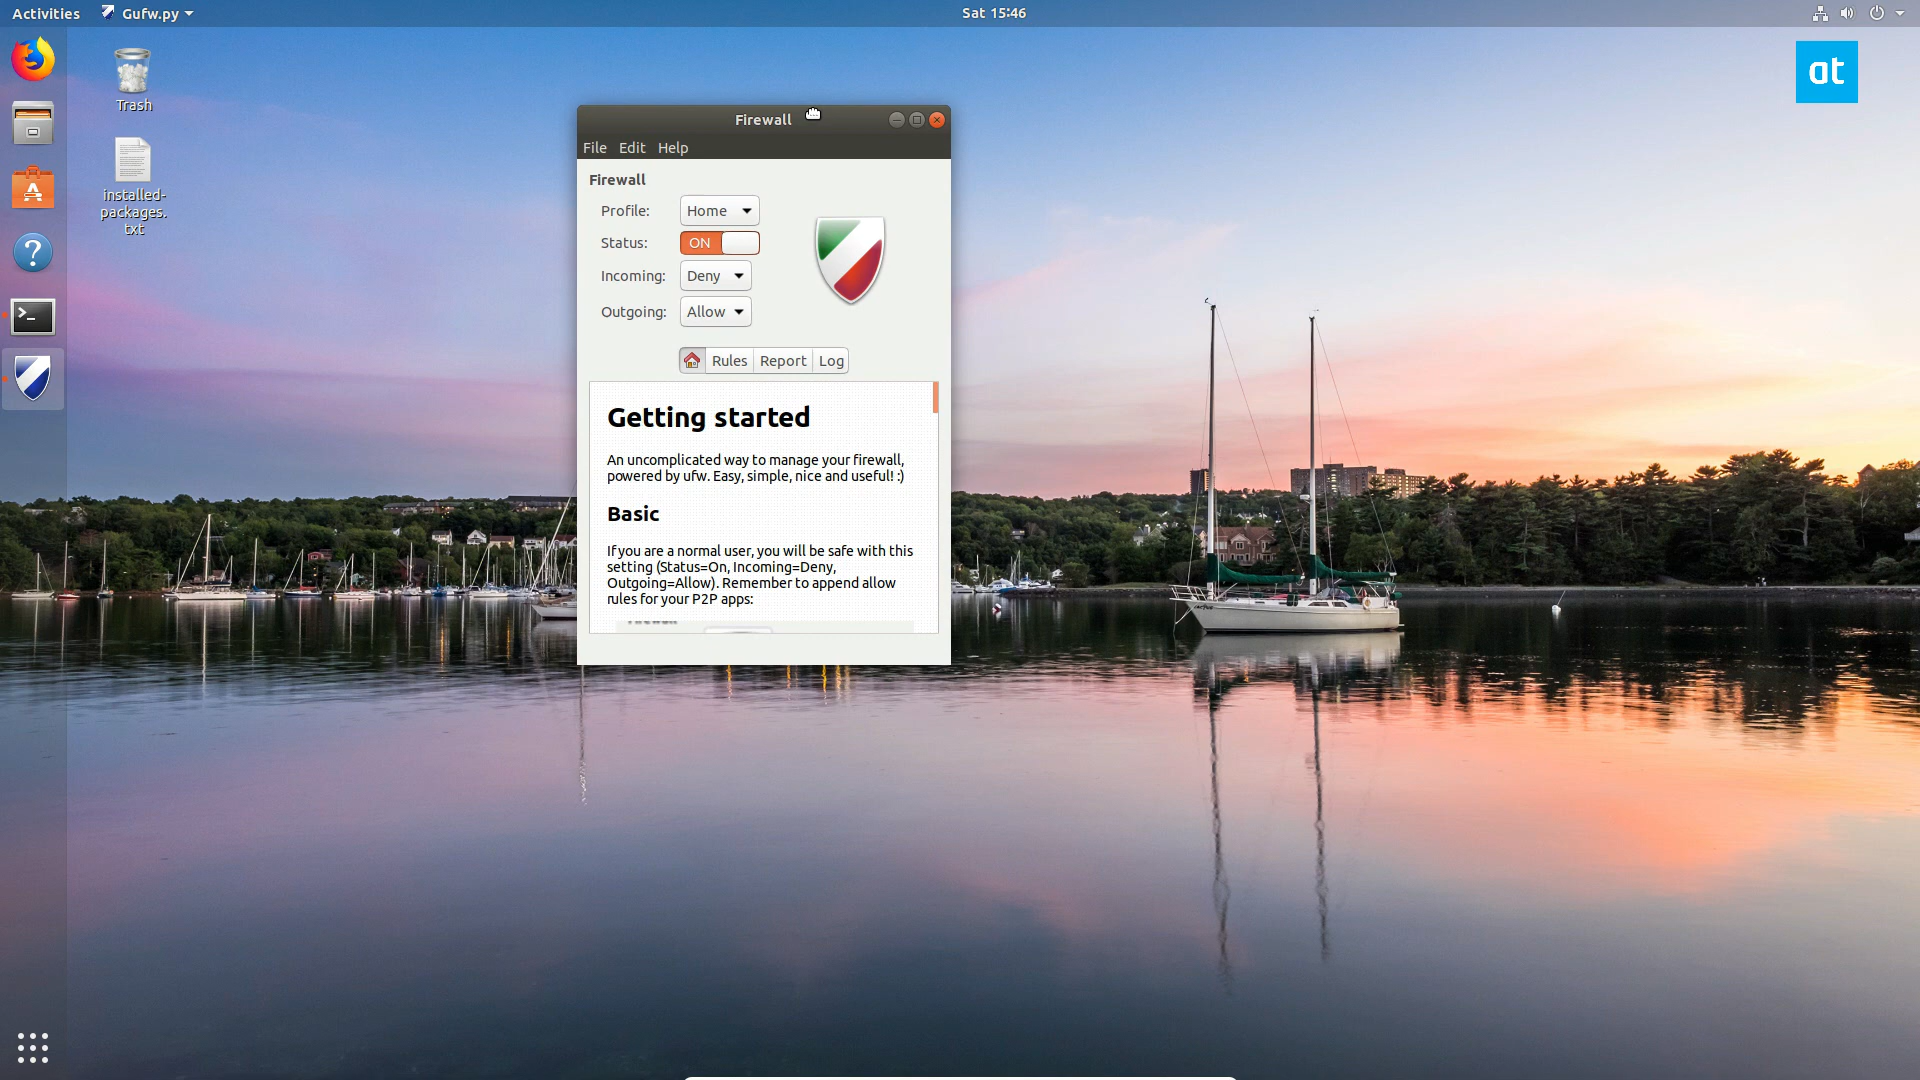 Activities
Gufw.py
Sat 15:46
Trash
installed-
packages.
txt
at
Firewall
File Edit Help
Firewall
Profile: Home
Status: ON
Incoming: Deny
Outgoing: Allow
Rules Report Log
Getting started
An uncomplicated way to manage your firewall,
powered by ufw. Easy, simple, nice and useful! :)
Basic
If you are a normal user, you will be safe with this
setting (Status=On, Incoming=Deny,
Outgoing=Allow). Remember to append allow
rules for your P2P apps: